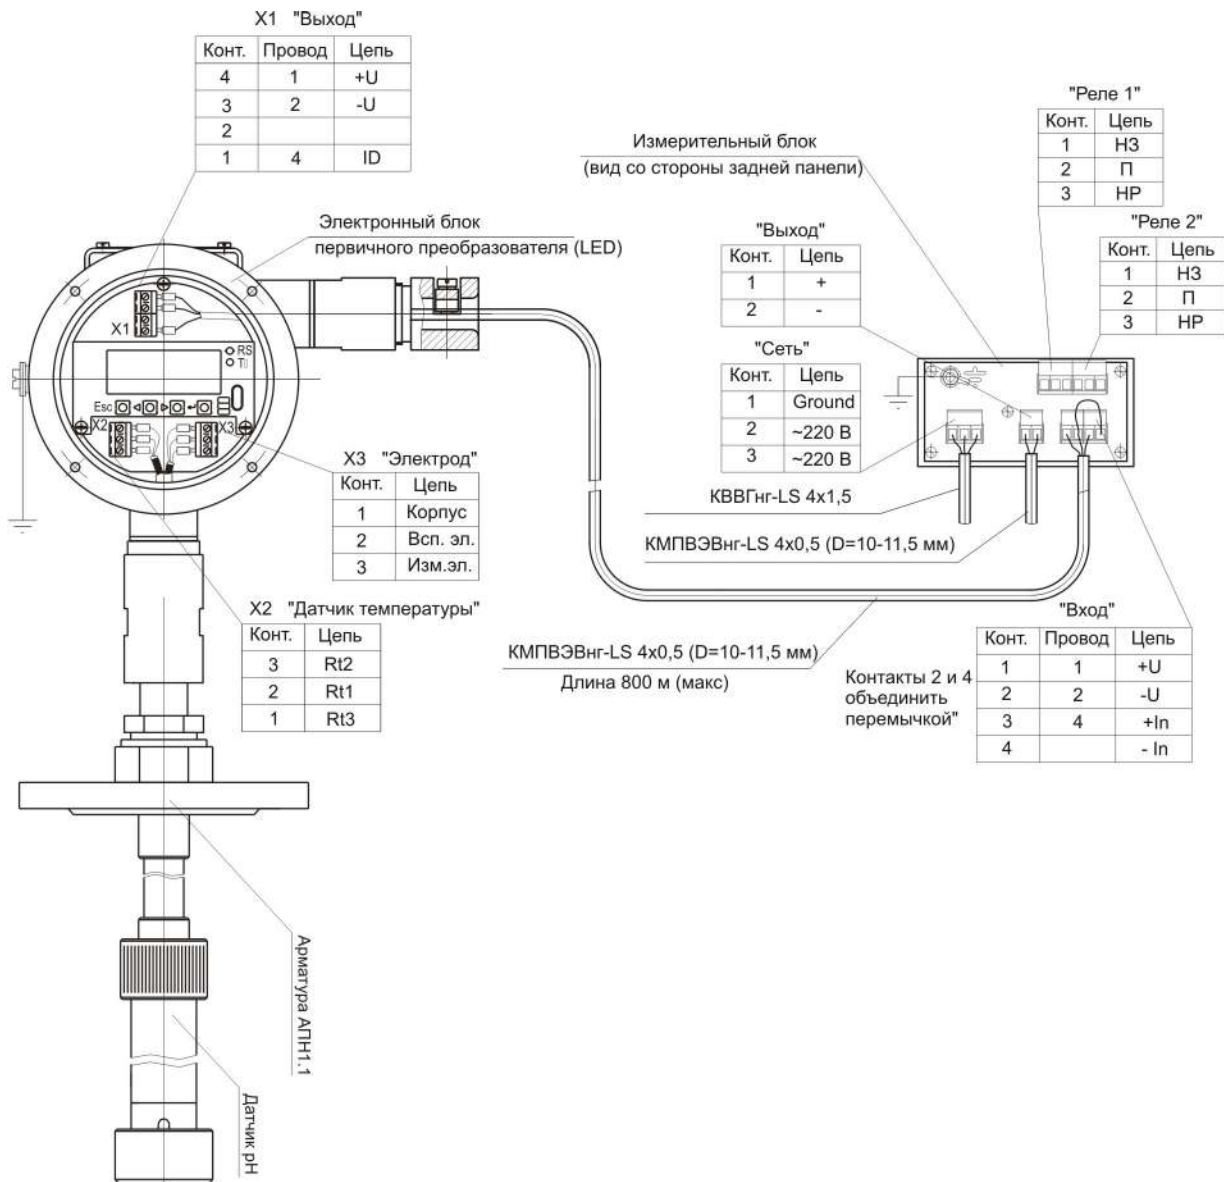 X1 "Выход"
Конт. Провод Цепь
4 1 +U
3 2 -U
2
1 4 ID
Электронный блок
первичного преобразователя (LED)
X1
RS
Esc
X2
X3
X3 "Электрод"
Конт. Цепь
1 Корпус
2 Всп. эл.
3 Изм.эл.
X2 "Датчик температуры"
Конт. Цепь
3 Rt2
2 Rt1
1 Rt3
Арматура АПН1.1
Датчик pH
Измерительный блок
(вид со стороны задней панели)
"Реле 1"
Конт. Цепь
1 НЗ
2 П
3 НР
"Реле 2"
Конт. Цепь
1 НЗ
2 П
3 НР
"Выход"
Конт. Цепь
1 +
2 -
"Сеть"
Конт. Цепь
1 Ground
2 ~220 В
3 ~220 В
КВВГнг-LS 4x1,5
КМПВЭВнг-LS 4x0,5 (D=10-11,5 мм)
КМПВЭВнг-LS 4x0,5 (D=10-11,5 мм)
Длина 800 м (макс)
"Вход"
Конт. Провод Цепь
1 1 +U
2 2 -U
3 4 +In
4 - In
Контакты 2 и 4
объединить
перемычкой"